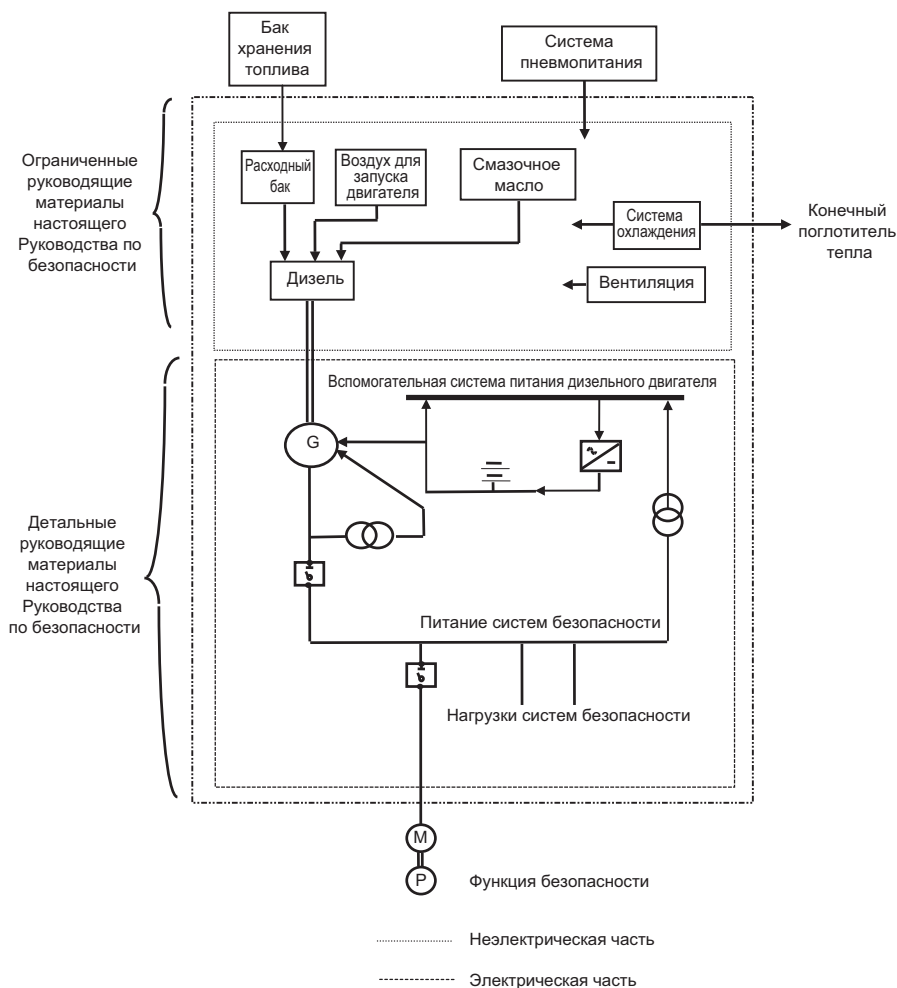 Бак
хранения
топлива
Система
пневмопитания
Ограниченные
руководящие
материалы
настоящего
Руководства по
безопасности
Расходный
бак
Воздух для
запуска
двигателя
Смазочное
масло
Система
охлаждения
Конечный
поглотитель
тепла
Дизель
Вентиляция
Вспомогательная система питания дизельного двигателя
G
Детальные
руководящие
материалы
настоящего
Руководства
по безопасности
Питание систем безопасности
Нагрузки систем безопасности
M
P
Функция безопасности
Неэлектрическая часть
Электрическая часть